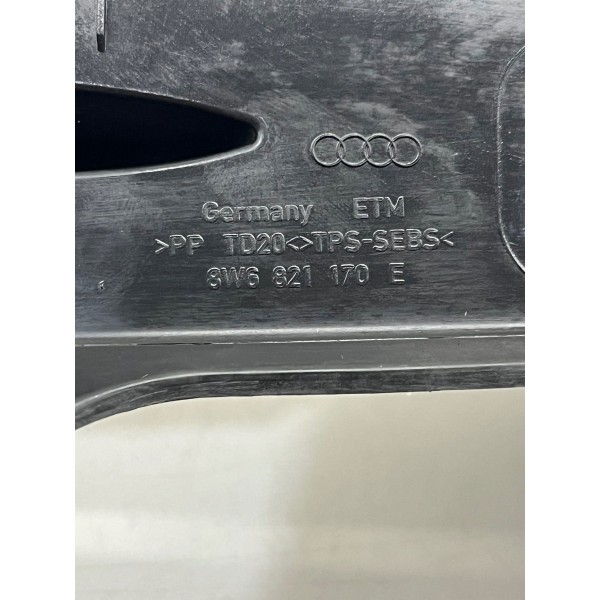 Germany ETM
>PP TD20<>TPS-SEBS<
8W6 821 170 E